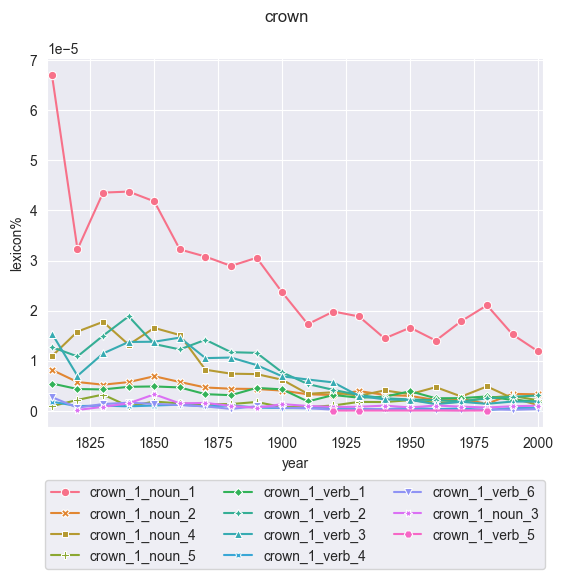 crown
1e−5
7
6
5
4
3
2
1
0
lexicon%
1825 1850 1875 1900 1925 1950 1975 2000
year
crown_1_noun_1 crown_1_verb_1 crown_1_verb_6
crown_1_noun_2 crown_1_verb_2 crown_1_noun_3
crown_1_noun_4 crown_1_verb_3 crown_1_verb_5
crown_1_noun_5 crown_1_verb_4